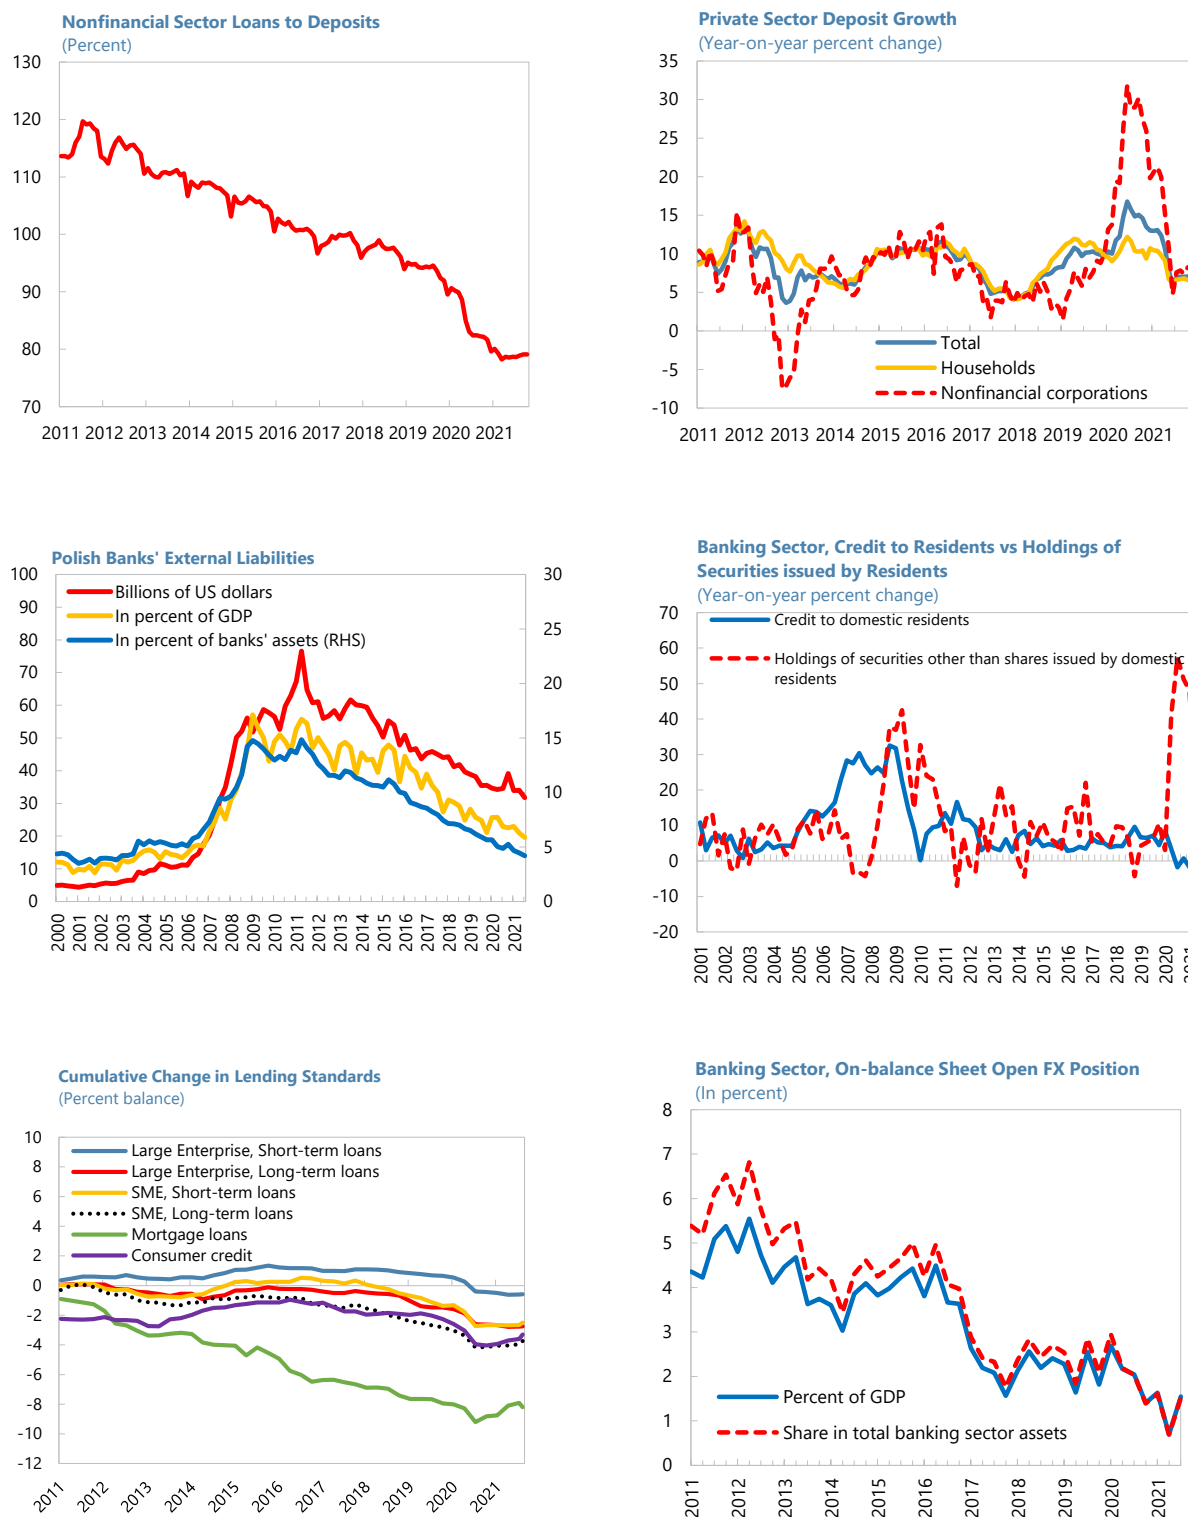 Nonfinancial Sector Loans to Deposits
(Percent)
130
120
110
100
90
80
70
2011 2012 2013 2014 2015 2016 2017 2018 2019 2020 2021
Private Sector Deposit Growth
(Year-on-year percent change)
35
30
25
20
15
10
5
0
-5
-10
Total
Households
Nonfinancial corporations
2011 2012 2013 2014 2015 2016 2017 2018 2019 2020 2021
Polish Banks' External Liabilities
100
90
80
70
60
50
40
30
20
10
0
30
25
20
15
10
5
0
Billions of US dollars
In percent of GDP
In percent of banks' assets (RHS)
2000 2001 2002 2003 2004 2005 2006 2007 2008 2009 2010 2011 2012 2013 2014 2015 2016 2017 2018 2019 2020 2021
Banking Sector, Credit to Residents vs Holdings of
Securities issued by Residents
(Year-on-year percent change)
70
60
50
40
30
20
10
0
-10
-20
Credit to domestic residents
Holdings of securities other than shares issued by domestic
residents
2001 2002 2003 2004 2005 2006 2007 2008 2009 2010 2011 2012 2013 2014 2015 2016 2017 2018 2019 2020 2021
Cumulative Change in Lending Standards
(Percent balance)
10
8
6
4
2
0
-2
-4
-6
-8
-10
-12
Large Enterprise, Short-term loans
Large Enterprise, Long-term loans
SME, Short-term loans
SME, Long-term loans
Mortgage loans
Consumer credit
2011 2012 2013 2014 2015 2016 2017 2018 2019 2020 2021
Banking Sector, On-balance Sheet Open FX Position
(In percent)
8
7
6
5
4
3
2
1
0
Percent of GDP
Share in total banking sector assets
2011 2012 2013 2014 2015 2016 2017 2018 2019 2020 2021